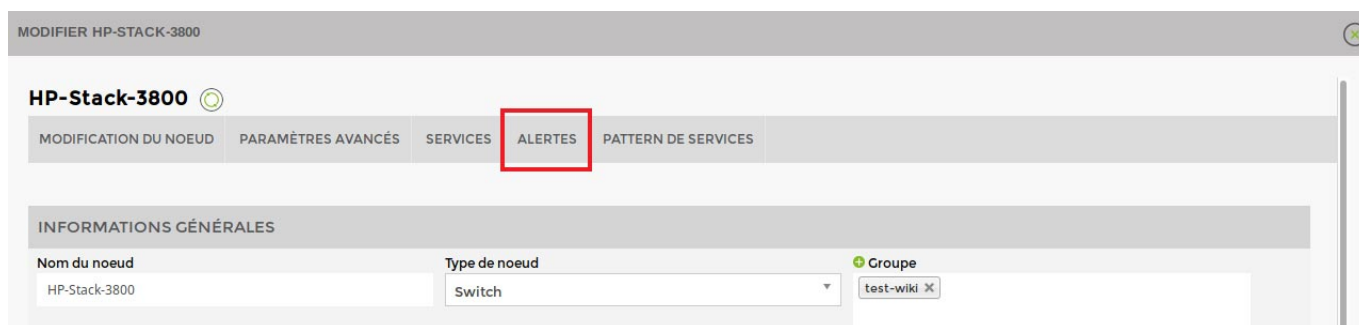 MODIFIER HP-STACK-3800
HP-Stack-3800
MODIFICATION DU NOEUD PARAMÈTRES AVANCÉS SERVICES ALERTES PATTERN DE SERVICES
INFORMATIONS GÉNÉRALES
Nom du noeud Type de noeud Groupe
HP-Stack-3800 Switch test-wiki